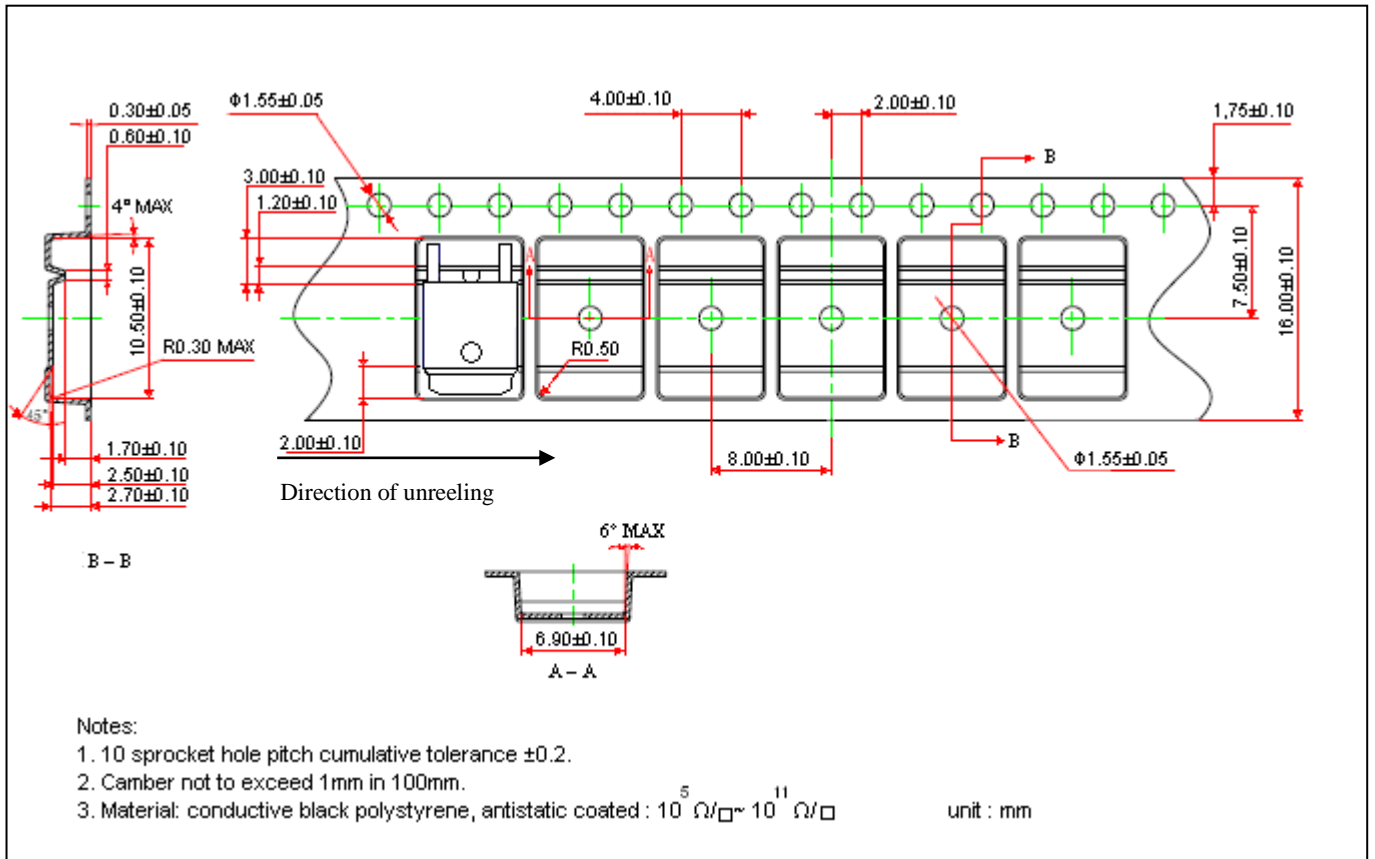 0.30±0.05
0.60±0.10
4° MAX
10.50±0.10
R0.30 MAX
45°
1.70±0.10
2.50±0.10
2.70±0.10
B – B
Φ1.55±0.05
3.00±0.10
1.20±0.10
4.00±0.10
2.00±0.10
1,75±0.10
B
A
A
7.50±0.10
16.00±0.10
R0.50
2.00±0.10
8.00±0.10
B
Φ1.55±0.05
Direction of unreeling
6° MAX
6.90±0.10
A – A
Notes:
1. 10 sprocket hole pitch cumulative tolerance ±0.2.
2. Camber not to exceed 1mm in 100mm.
3. Material: conductive black polystyrene, antistatic coated : 10⁵ Ω/□~ 10¹¹ Ω/□ unit : mm